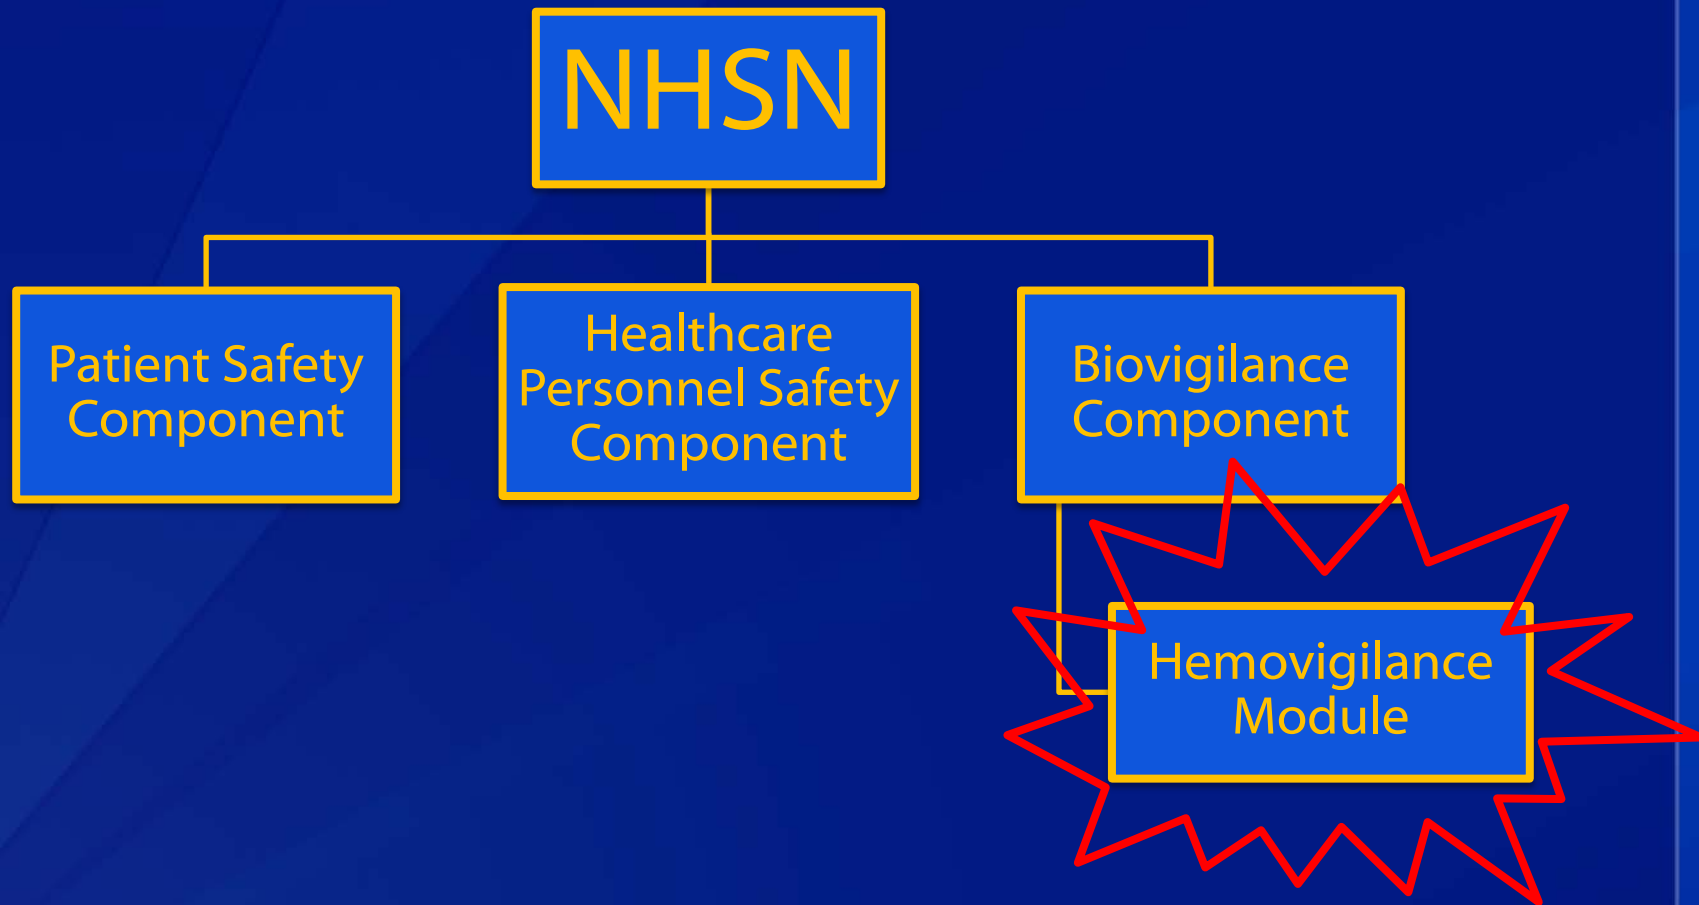 NHSN
Patient Safety
Component
Healthcare
Personnel Safety
Component
Biovigilance
Component
Hemovigilance
Module